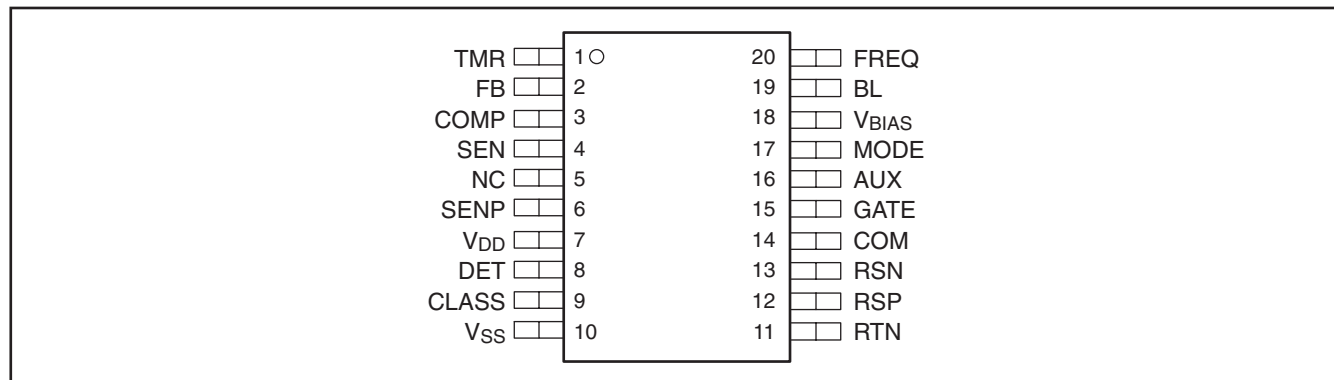 TMR 1 20 FREQ
FB 2 19 BL
COMP 3 18 VBIAS
SEN 4 17 MODE
NC 5 16 AUX
SENP 6 15 GATE
VDD 7 14 COM
DET 8 13 RSN
CLASS 9 12 RSP
VSS 10 11 RTN